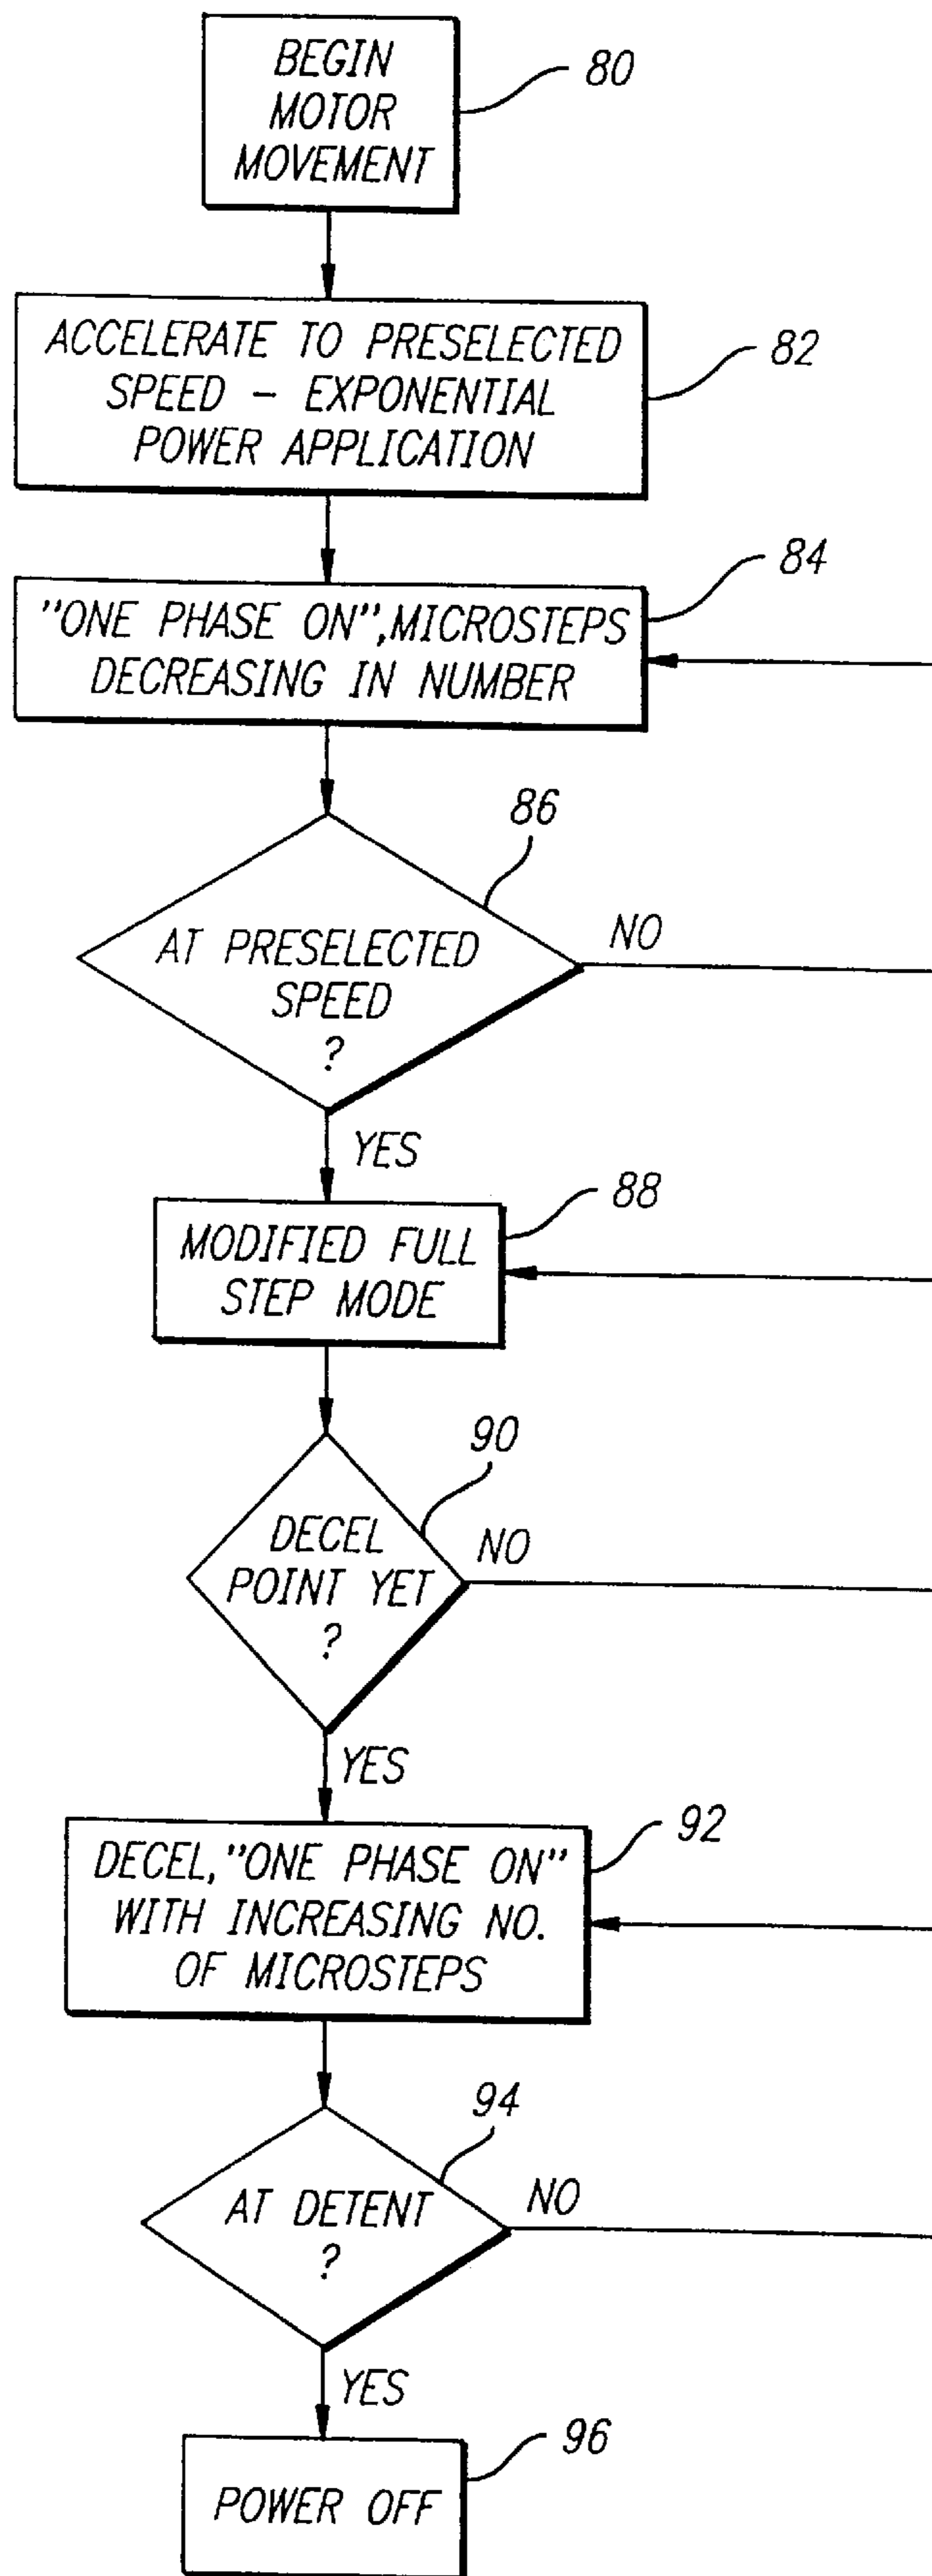 BEGIN
MOTOR
MOVEMENT
80
ACCELERATE TO PRESELECTED
SPEED - EXPONENTIAL
POWER APPLICATION
82
"ONE PHASE ON",MICROSTEPS
DECREASING IN NUMBER
84
86
AT PRESELECTED
SPEED
?
NO
YES
MODIFIED FULL
STEP MODE
88
90
DECEL
POINT YET
?
NO
YES
DECEL,"ONE PHASE ON"
WITH INCREASING NO.
OF MICROSTEPS
92
94
AT DETENT
?
NO
YES
POWER OFF
96